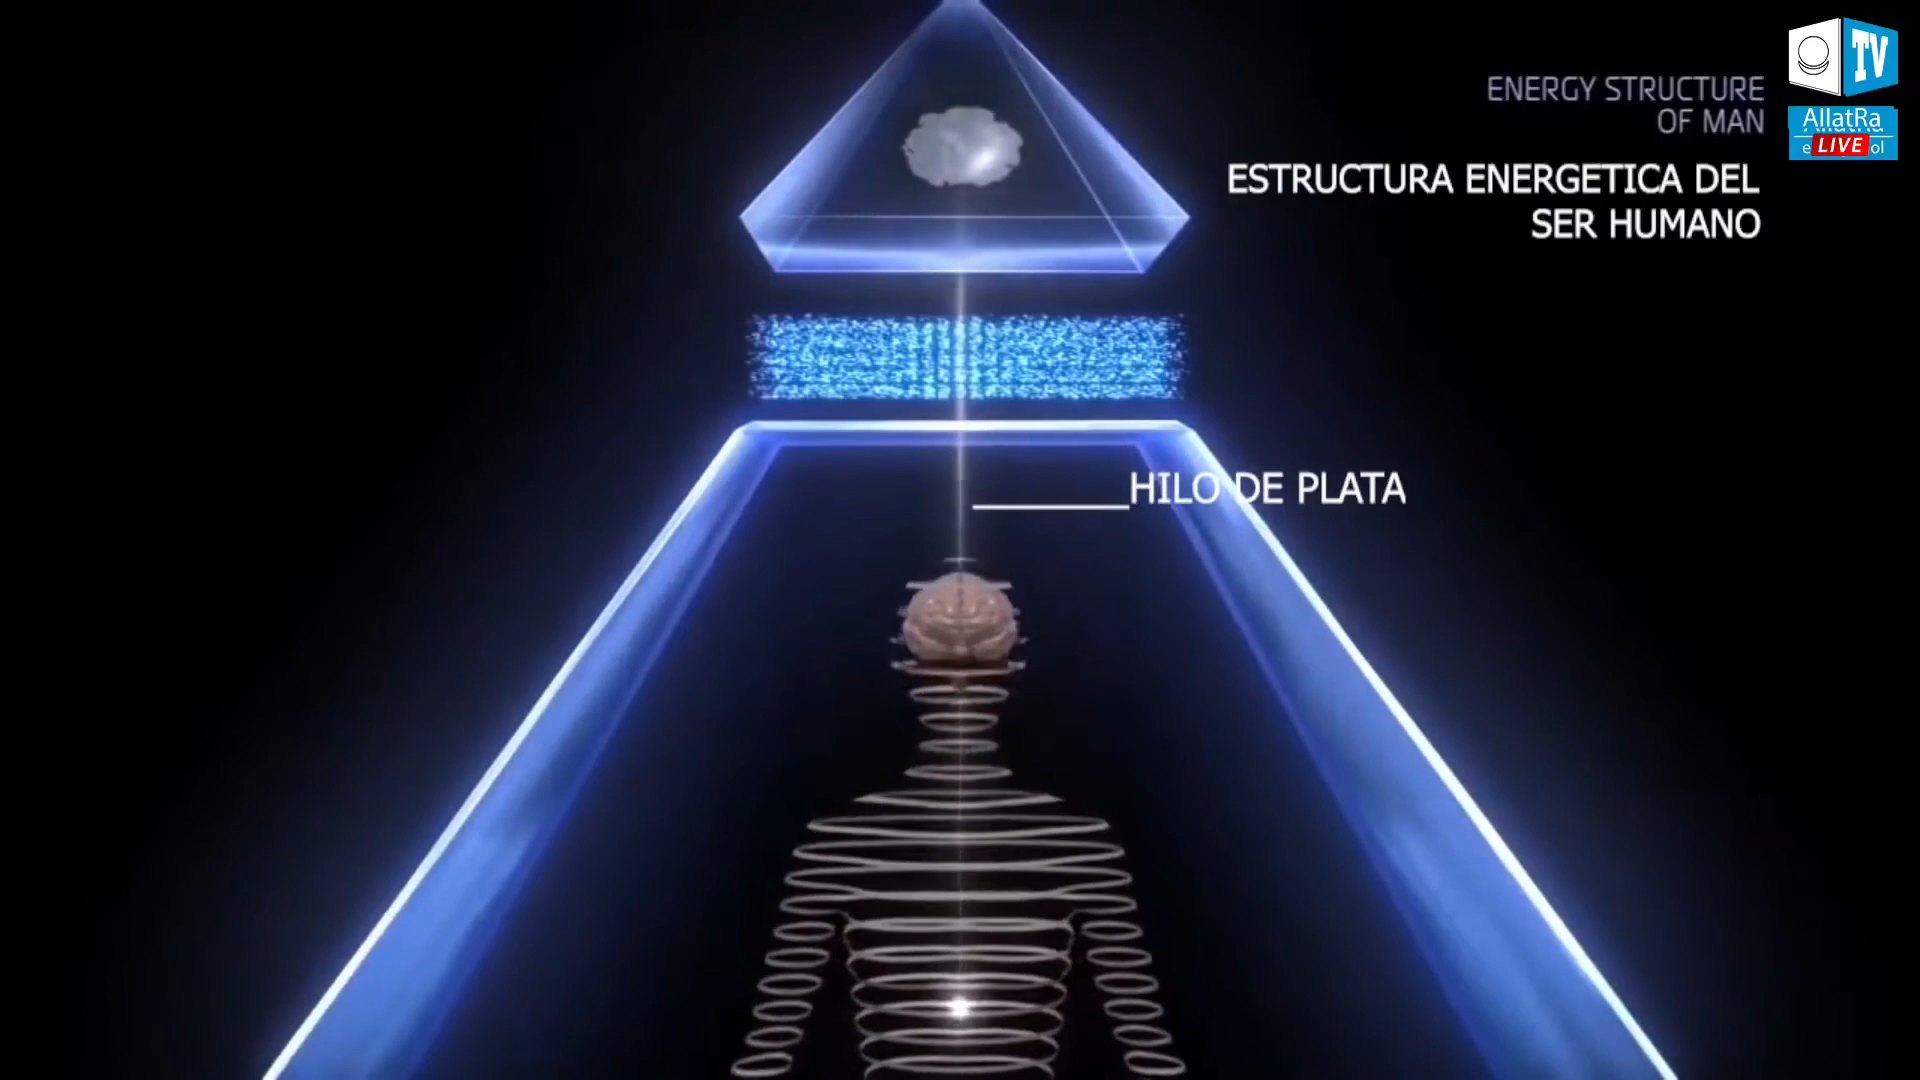 TV
ENERGY STRUCTURE
OF MAN
AllatRa
LIVE
ESTRUCTURA ENERGETICA DEL
SER HUMANO
HILO DE PLATA